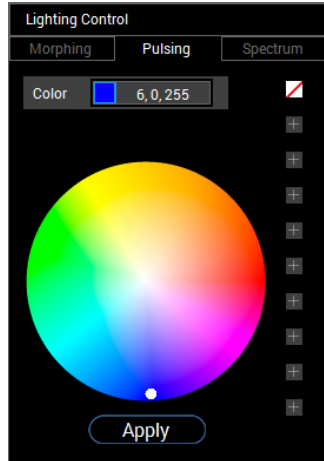 Lighting Control
Morphing Pulsing Spectrum
Color 6, 0, 255
Apply